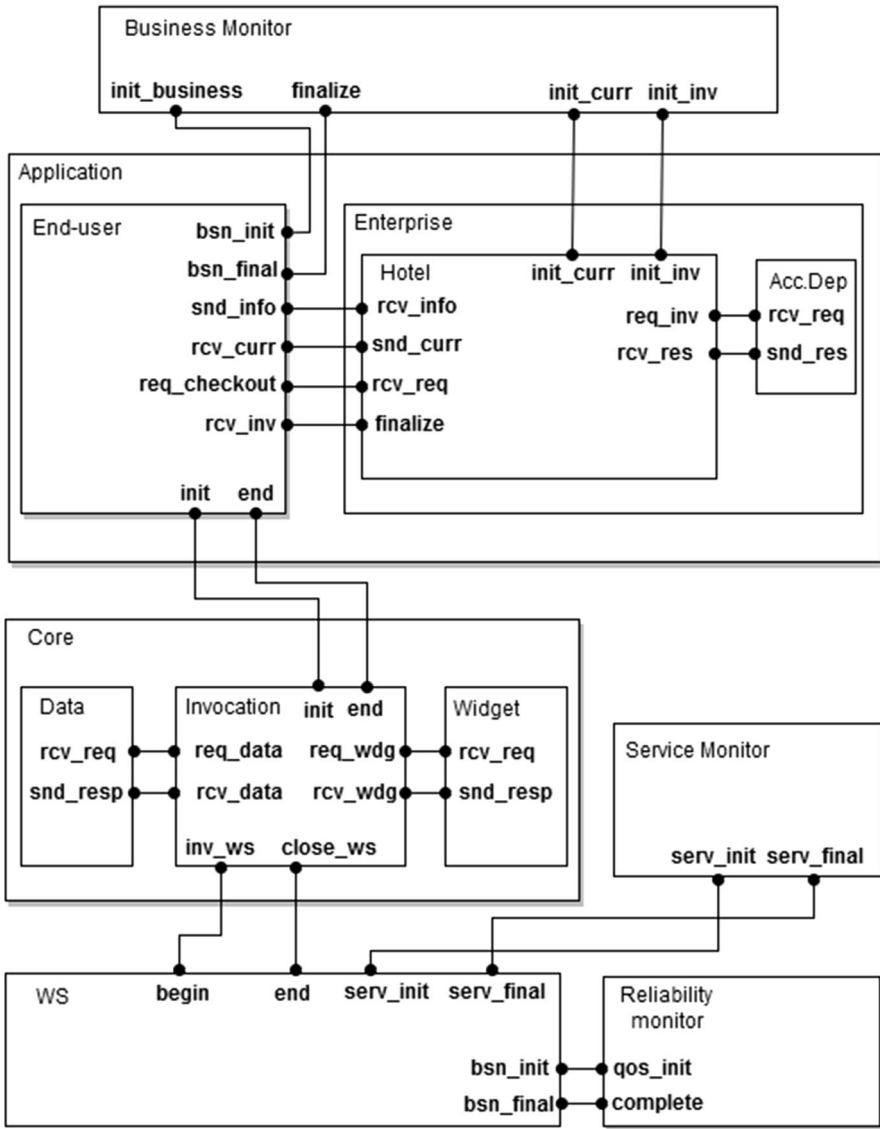 Business Monitor
init_business finalize init_curr init_inv
Application
End-user
bsn_init
bsn_final
snd_info
rcv_curr
req_checkout
rcv_inv
init end
Enterprise
Hotel
init_curr init_inv
rcv_info
snd_curr
rcv_req
finalize
req_inv
rcv_res
Acc.Dep
rcv_req
snd_res
Core
Data
rcv_req
snd_resp
Invocation
init end
req_data req_wdg
rcv_data rcv_wdg
inv_ws close_ws
Widget
rcv_req
snd_resp
Service Monitor
serv_init serv_final
WS
begin end serv_init serv_final
bsn_init
bsn_final
Reliability
monitor
qos_init
complete